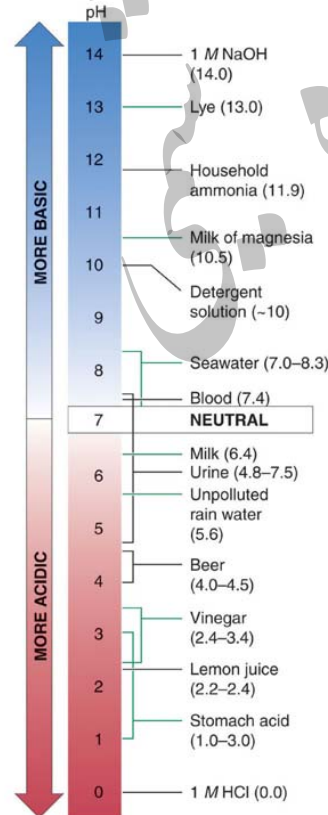 pH
14
1 M NaOH
(14.0)
13
Lye (13.0)
12
Household
ammonia (11.9)
11
Milk of magnesia
(10.5)
10
Detergent
solution (~10)
9
8
Seawater (7.0–8.3)
Blood (7.4)
7
NEUTRAL
Milk (6.4)
6
Urine (4.8–7.5)
Unpolluted
rain water
(5.6)
5
Beer
(4.0–4.5)
4
Vinegar
(2.4–3.4)
3
Lemon juice
(2.2–2.4)
2
Stomach acid
(1.0–3.0)
1
0
1 M HCl (0.0)
MORE BASIC
MORE ACIDIC